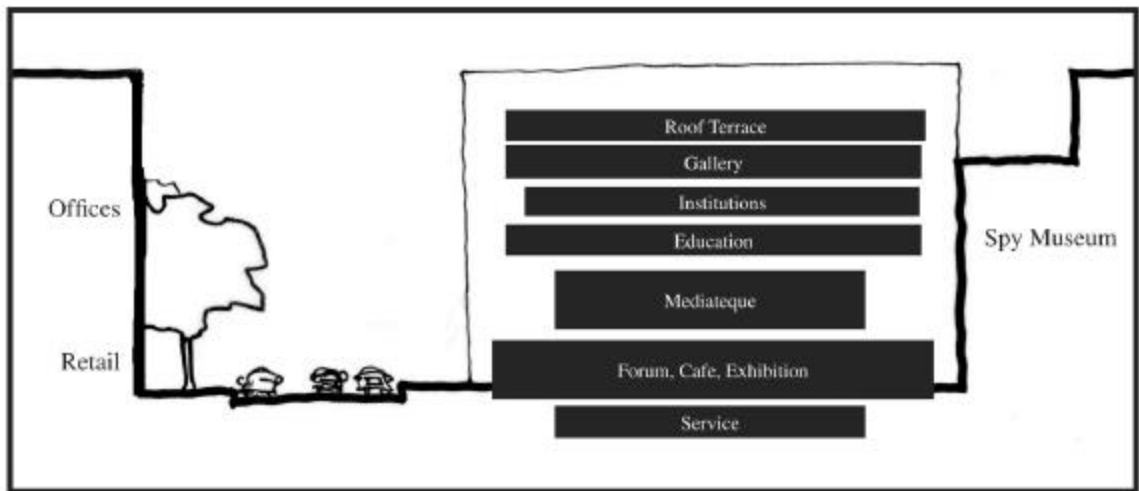 Offices
Retail
Roof Terrace
Gallery
Institutions
Education
Mediateque
Forum, Cafe, Exhibition
Service
Spy Museum